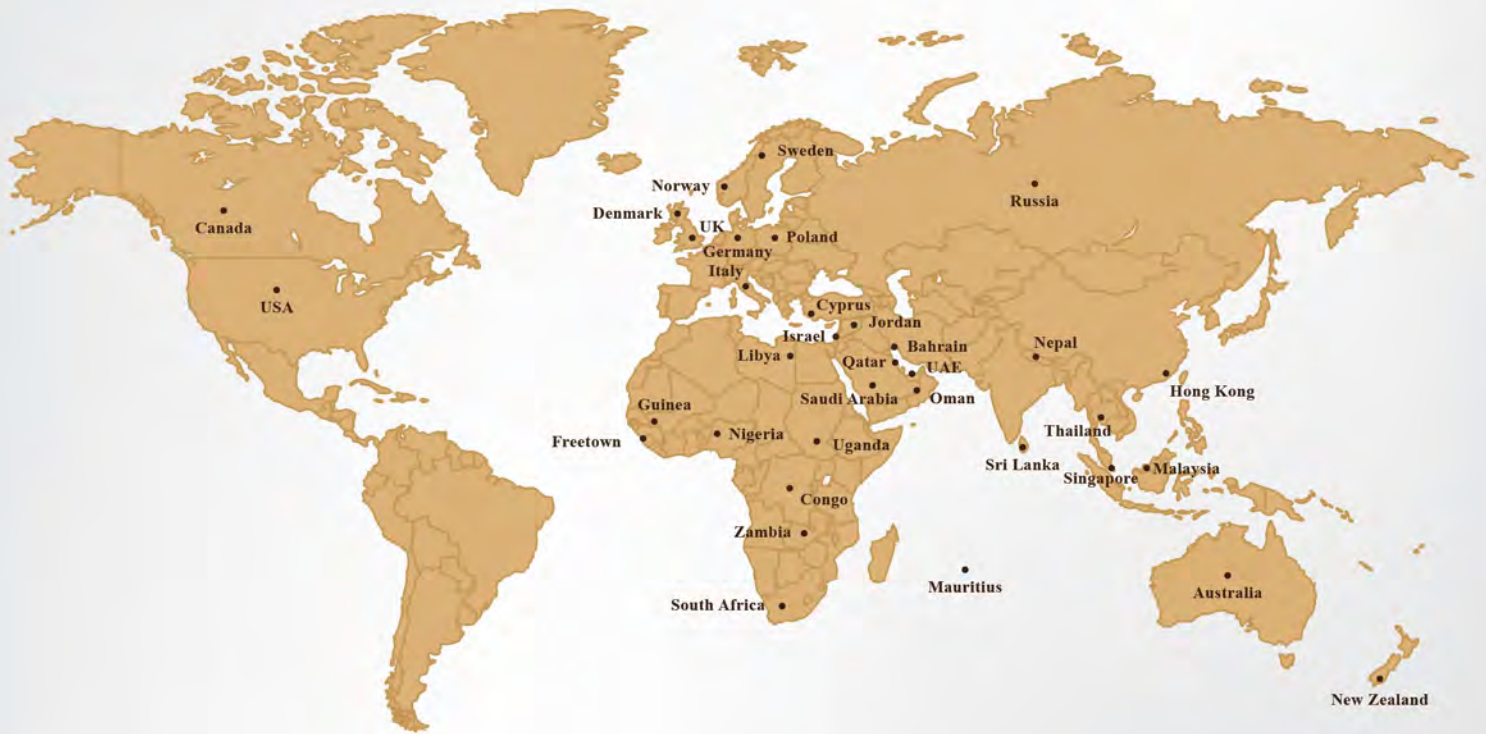 Sweden
Norway
Russia
Denmark
Canada
UK
Poland
Germany
Italy
USA
Cyprus
Jordan
Israel
Bahrain
Nepal
Libya
Qatar
UAE
Hong Kong
Saudi Arabia
Oman
Guinea
Thailand
Freetown
Nigeria
Uganda
Sri Lanka
Malaysia
Singapore
Congo
Zambia
Mauritius
Australia
South Africa
New Zealand